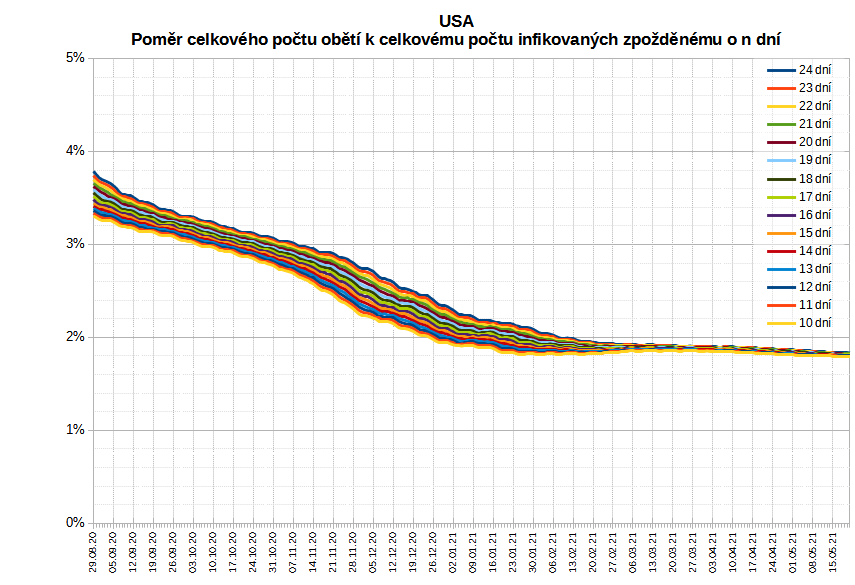 USA
Poměr celkového počtu obětí k celkovému počtu infikovaných zpožděnému o n dní
5%
4%
3%
2%
1%
0%
24 dní
23 dní
22 dní
21 dní
20 dní
19 dní
18 dní
17 dní
16 dní
15 dní
14 dní
13 dní
12 dní
11 dní
10 dní
29.08.20
05.09.20
12.09.20
19.09.20
26.09.20
03.10.20
10.10.20
17.10.20
24.10.20
31.10.20
07.11.20
14.11.20
21.11.20
28.11.20
05.12.20
12.12.20
19.12.20
26.12.20
02.01.21
09.01.21
16.01.21
23.01.21
30.01.21
06.02.21
13.02.21
20.02.21
27.02.21
06.03.21
13.03.21
20.03.21
27.03.21
03.04.21
10.04.21
17.04.21
24.04.21
01.05.21
08.05.21
15.05.21